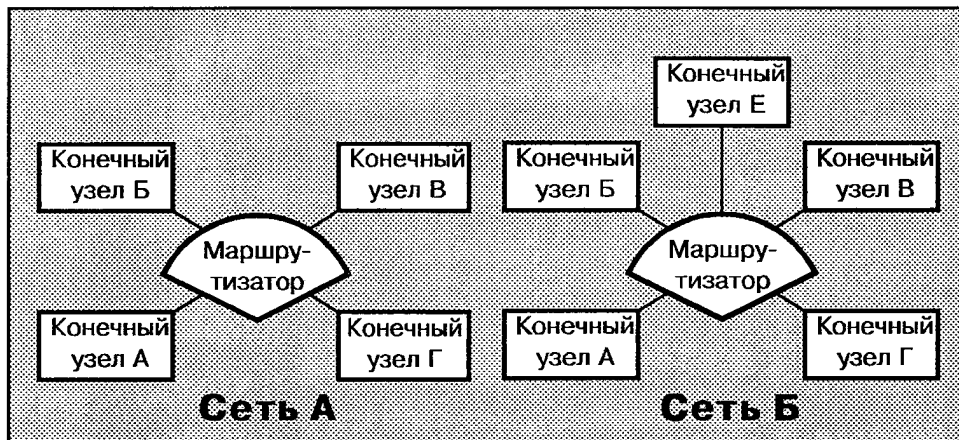 Конечный
узел Б
Конечный
узел В
Маршру-
тизатор
Конечный
узел А
Конечный
узел Г
Сеть А
Конечный
узел Е
Конечный
узел Б
Конечный
узел В
Маршру-
тизатор
Конечный
узел А
Конечный
узел Г
Сеть Б